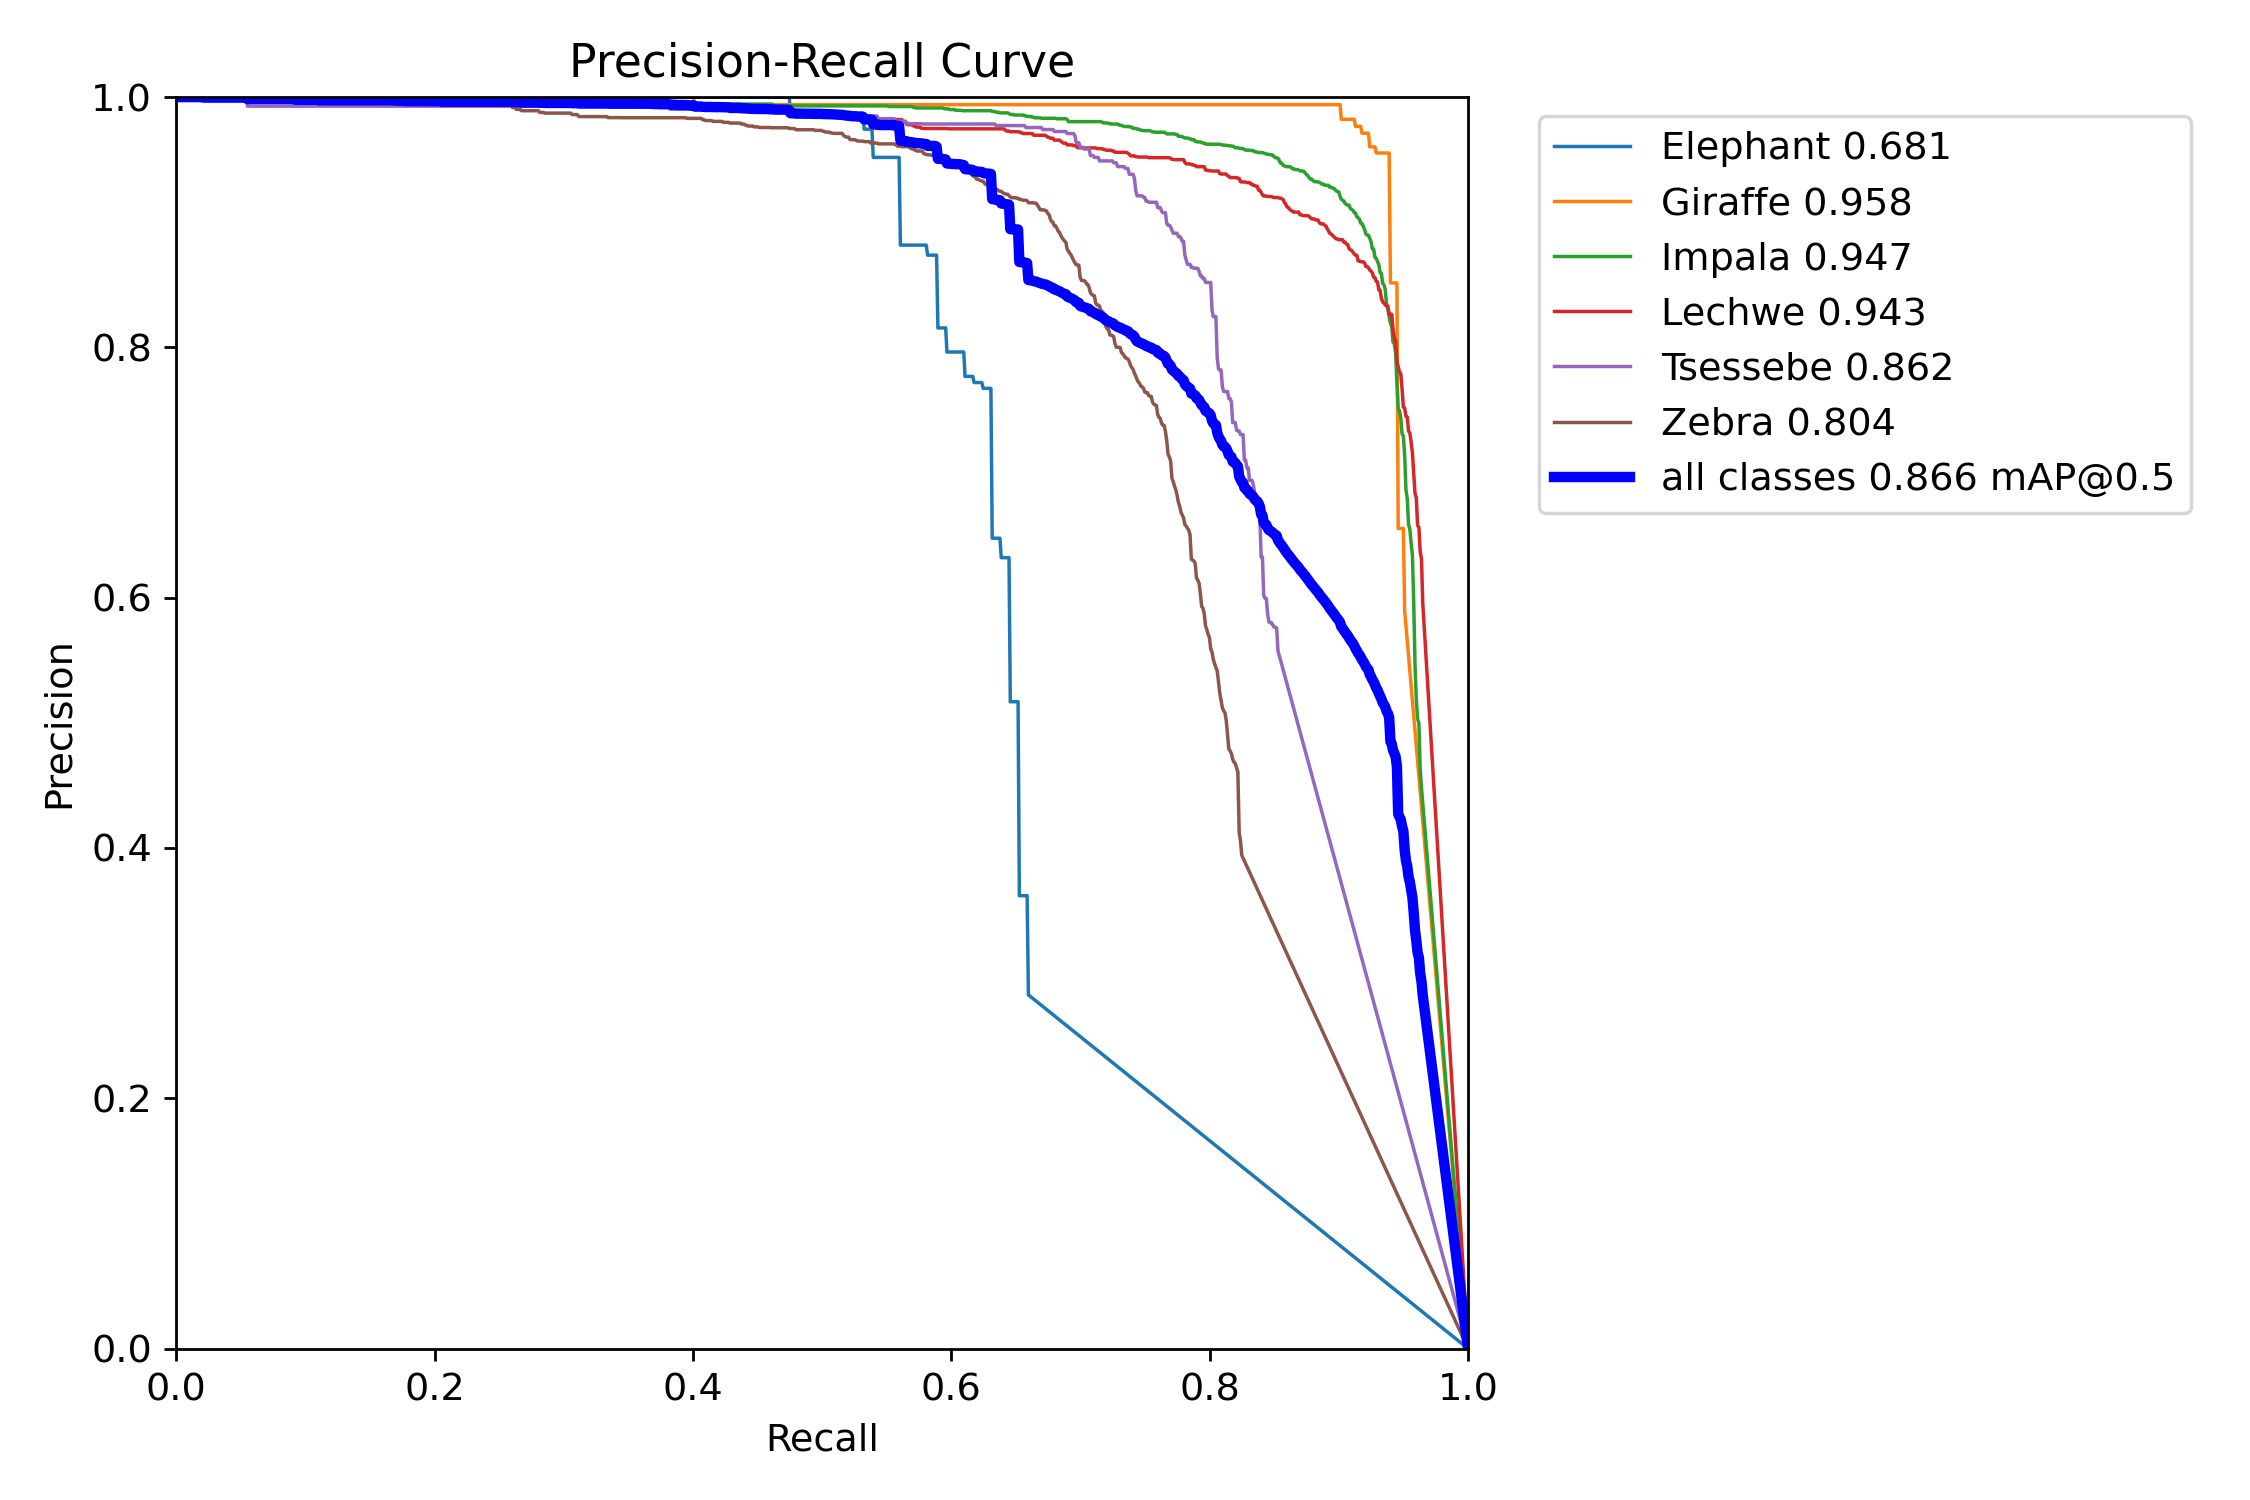 Precision-Recall Curve
1.0
0.8
0.6
0.4
0.2
0.0
Precision
0.0 0.2 0.4 0.6 0.8 1.0
Recall
Elephant 0.681
Giraffe 0.958
Impala 0.947
Lechwe 0.943
Tsessebe 0.862
Zebra 0.804
all classes 0.866 mAP@0.5